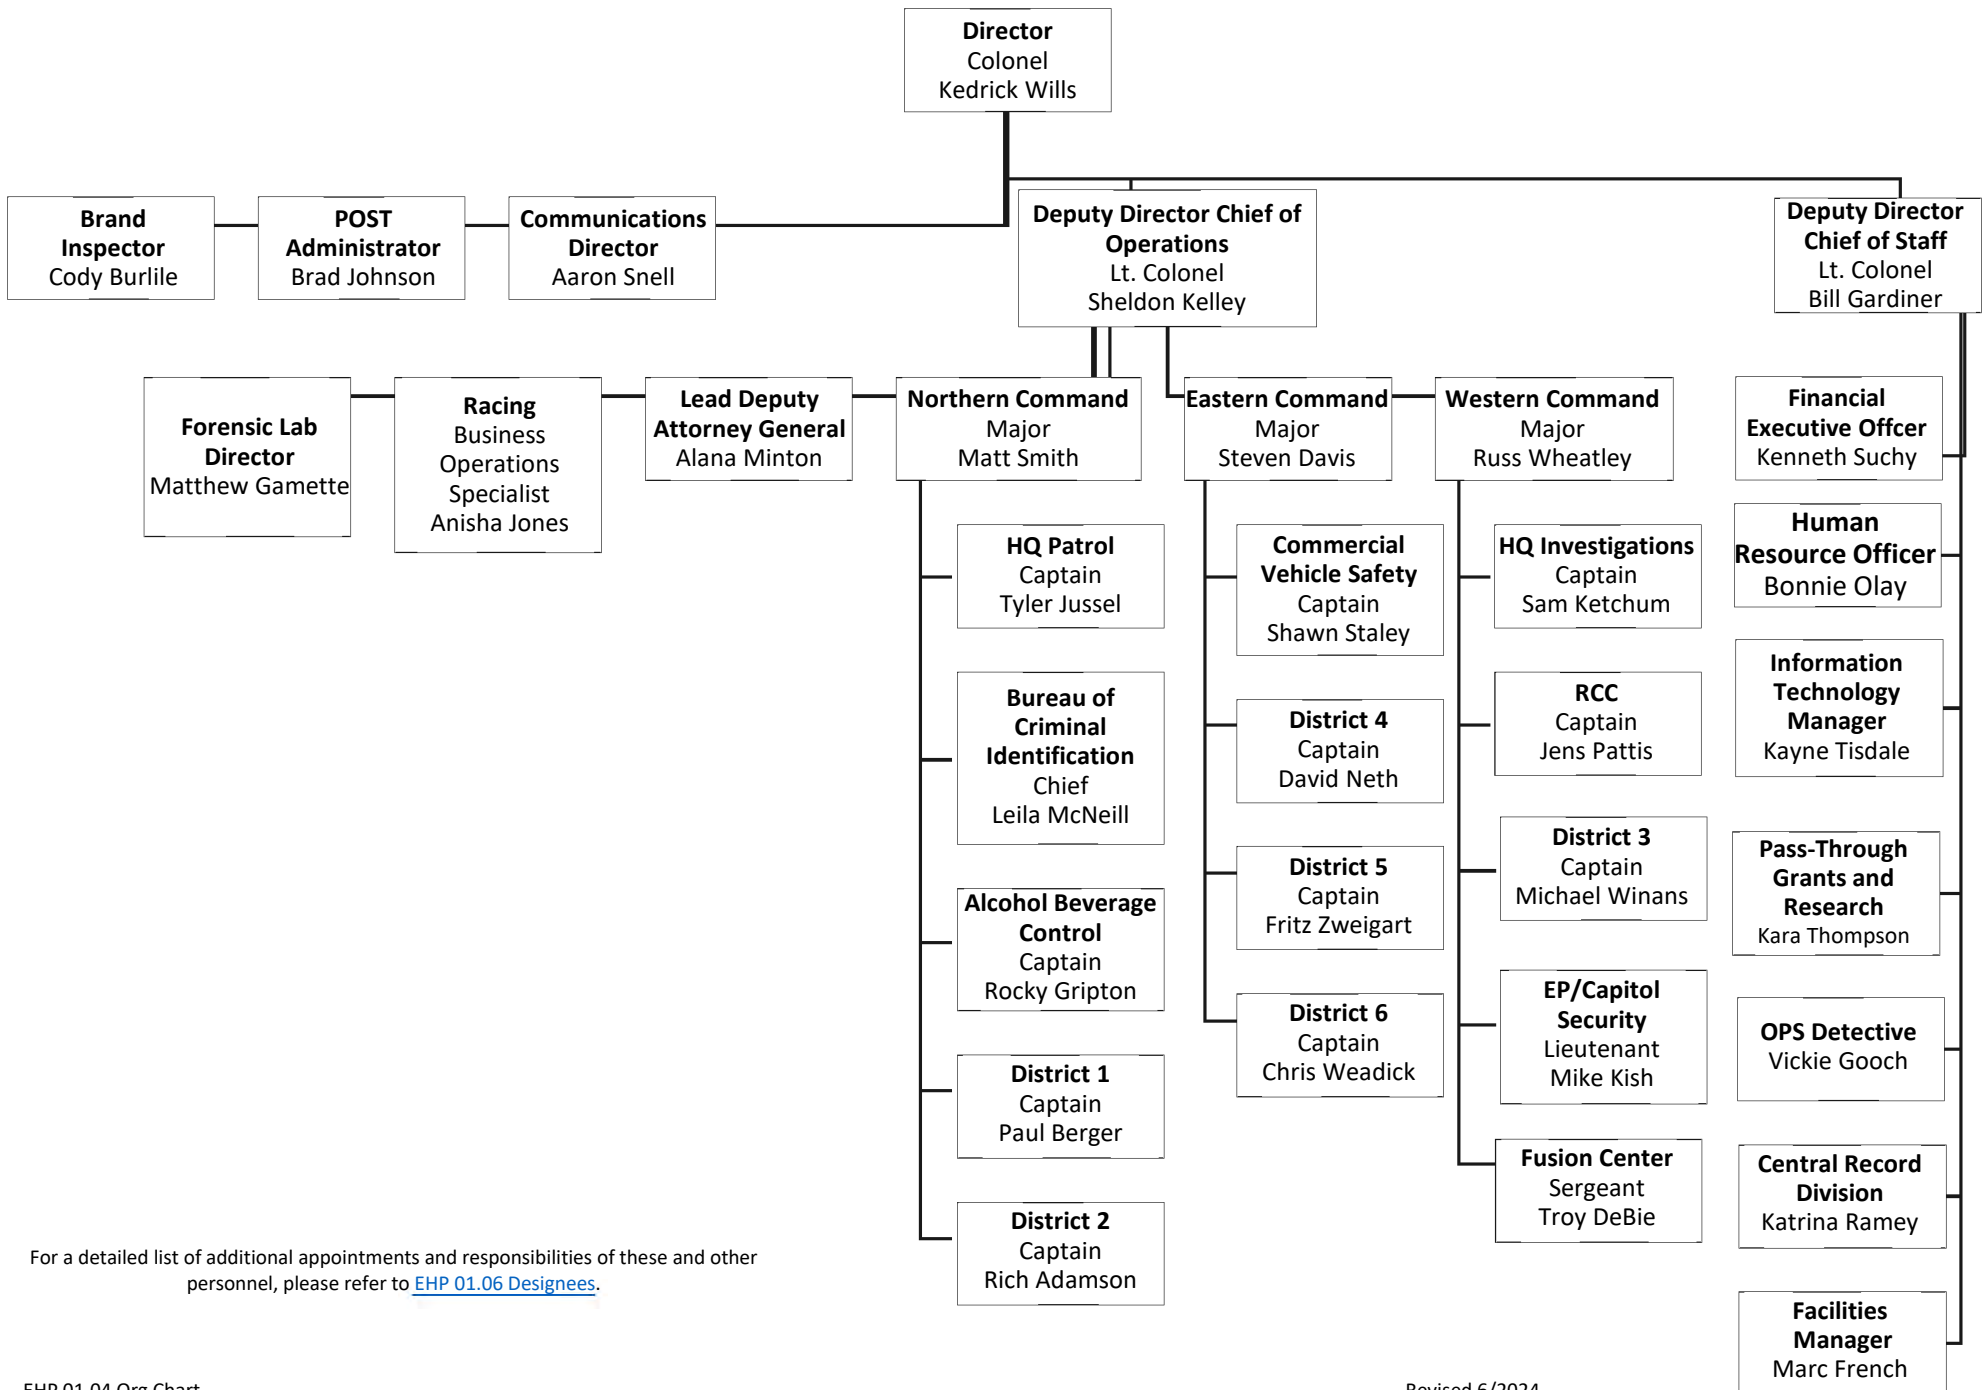 Director
Colonel
Kedrick Wills
Brand
Inspector
Cody Burlile
POST
Administrator
Brad Johnson
Communications
Director
Aaron Snell
Deputy Director Chief of
Operations
Lt. Colonel
Sheldon Kelley
Deputy Director
Chief of Staff
Lt. Colonel
Bill Gardiner
Forensic Lab
Director
Matthew Gamette
Racing
Business
Operations
Specialist
Anisha Jones
Lead Deputy
Attorney General
Alana Minton
Northern Command
Major
Matt Smith
Eastern Command
Major
Steven Davis
Western Command
Major
Russ Wheatley
Financial
Executive Offcer
Kenneth Suchy
HQ Patrol
Captain
Tyler Jussel
Bureau of
Criminal
Identification
Chief
Leila McNeill
Alcohol Beverage
Control
Captain
Rocky Gripton
District 1
Captain
Paul Berger
District 2
Captain
Rich Adamson
Commercial
Vehicle Safety
Captain
Shawn Staley
District 4
Captain
David Neth
District 5
Captain
Fritz Zweigart
District 6
Captain
Chris Weadick
HQ Investigations
Captain
Sam Ketchum
RCC
Captain
Jens Pattis
District 3
Captain
Michael Winans
EP/Capitol
Security
Lieutenant
Mike Kish
Fusion Center
Sergeant
Troy DeBie
Human
Resource Officer
Bonnie Olay
Information
Technology
Manager
Kayne Tisdale
Pass-Through
Grants and
Research
Kara Thompson
OPS Detective
Vickie Gooch
Central Record
Division
Katrina Ramey
Facilities
Manager
Marc French
For a detailed list of additional appointments and responsibilities of these and other
personnel, please refer to EHP 01.06 Designees.
EHP 01.04 Org Chart
Revised 6/2024